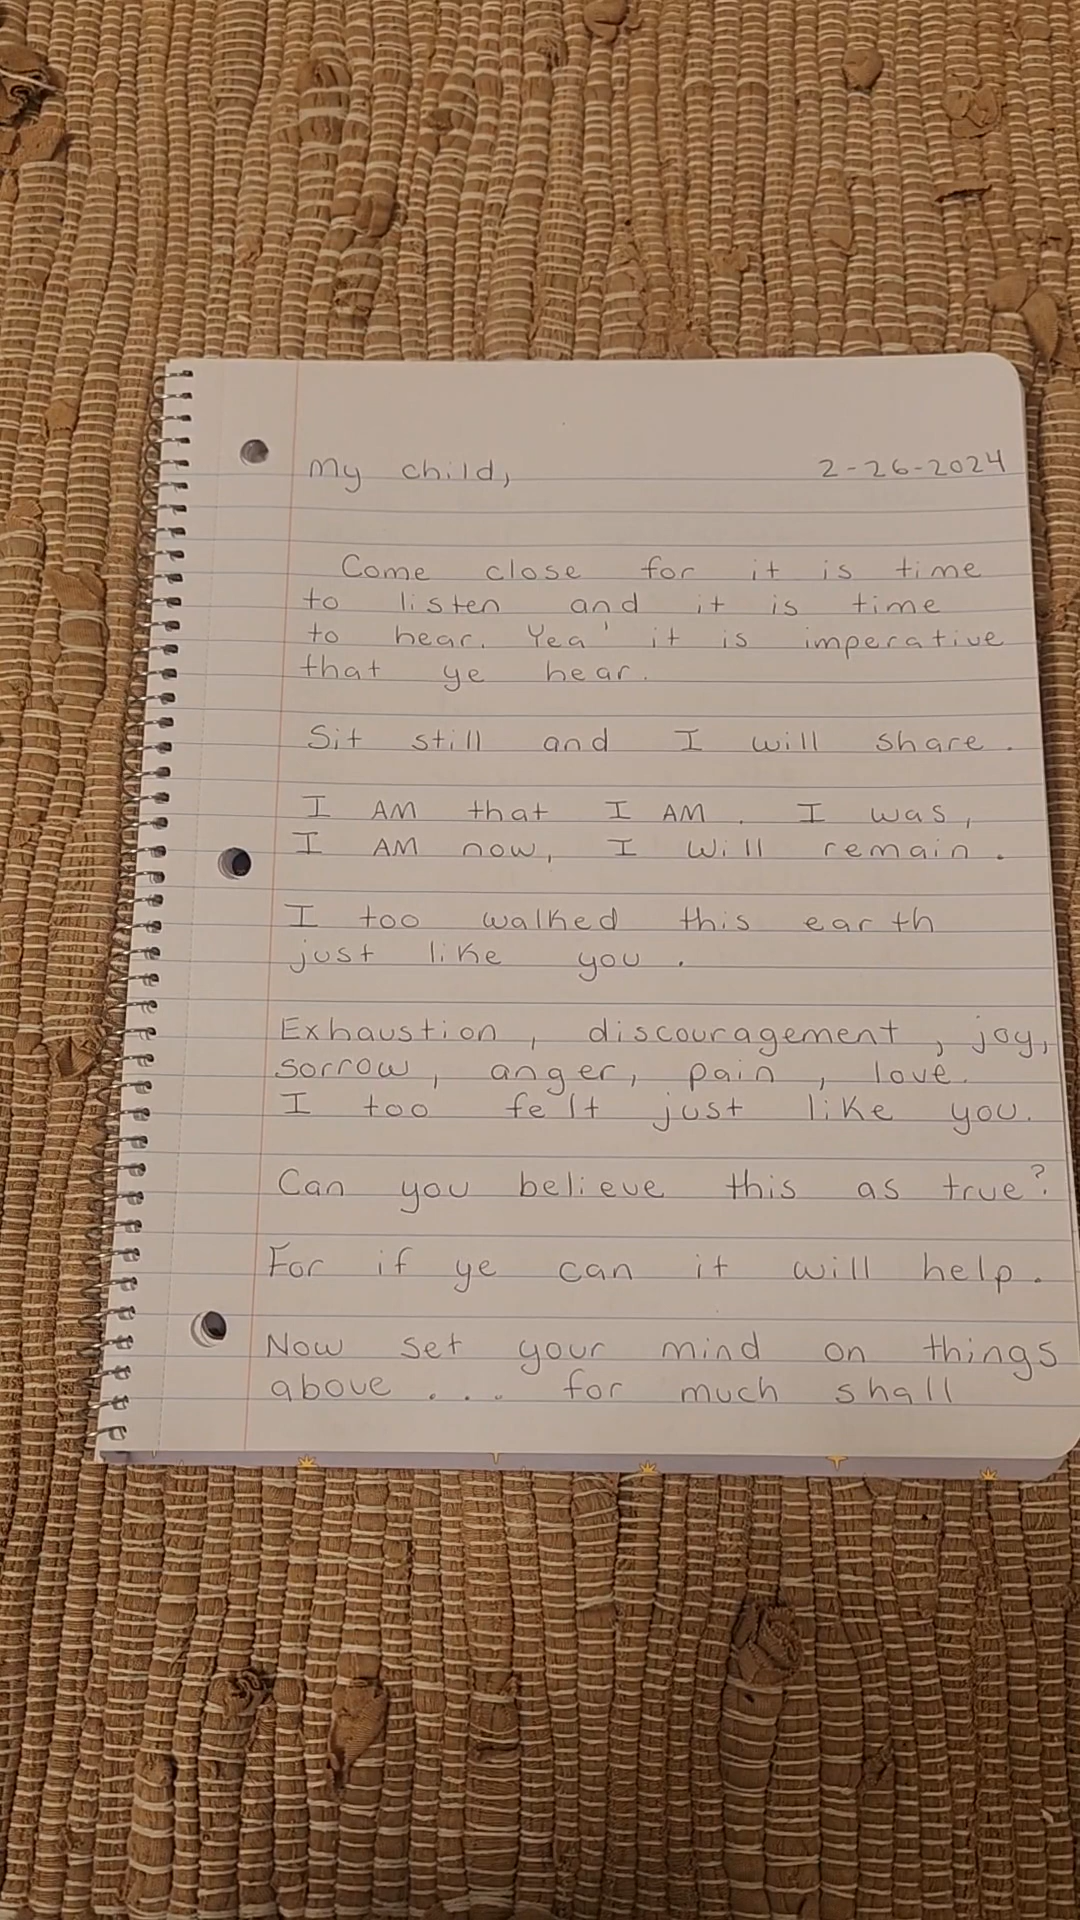 My child, 2-26-2024
Come close for it is time
to listen and it is time
to hear. Yea' it is imperative
that ye hear.
Sit still and I will share.
I AM that I AM. I was,
I AM now, I will remain.
I too walked this earth
just like you.
Exhaustion, discouragement, joy,
sorrow, anger, pain, love.
I too felt just like you.
Can you believe this as true?
For if ye can it will help.
Now set your mind on things
above... for much shall